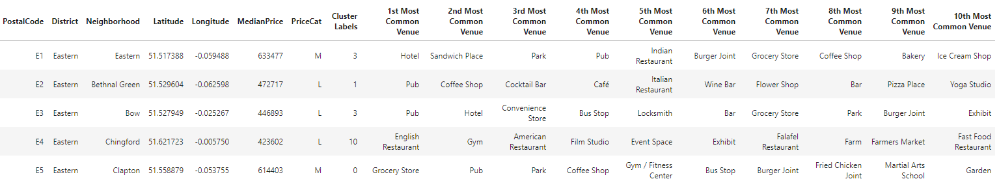 PostalCode District Neighborhood Latitude Longitude MedianPrice PriceCat Cluster Labels 1st Most Common Venue 2nd Most Common Venue 3rd Most Common Venue 4th Most Common Venue 5th Most Common Venue 6th Most Common Venue 7th Most Common Venue 8th Most Common Venue 9th Most Common Venue 10th Most Common Venue
E1 Eastern Eastern 51.517388 -0.059488 633477 M 3 Hotel Sandwich Place Park Pub Indian Restaurant Burger Joint Grocery Store Coffee Shop Bakery Ice Cream Shop
E2 Eastern Bethnal Green 51.529604 -0.062598 472717 L 1 Pub Coffee Shop Cocktail Bar Café Italian Restaurant Wine Bar Flower Shop Bar Pizza Place Yoga Studio
E3 Eastern Bow 51.527949 -0.025267 446893 L 3 Pub Hotel Convenience Store Bus Stop Locksmith Bar Grocery Store Park Burger Joint Exhibit
E4 Eastern Chingford 51.621723 -0.005750 423602 L 10 English Restaurant Gym American Restaurant Film Studio Event Space Exhibit Falafel Restaurant Farm Farmers Market Fast Food Restaurant
E5 Eastern Clapton 51.558879 -0.053755 614403 M 0 Grocery Store Pub Park Coffee Shop Gym / Fitness Center Bus Stop Burger Joint Fried Chicken Joint Martial Arts School Garden